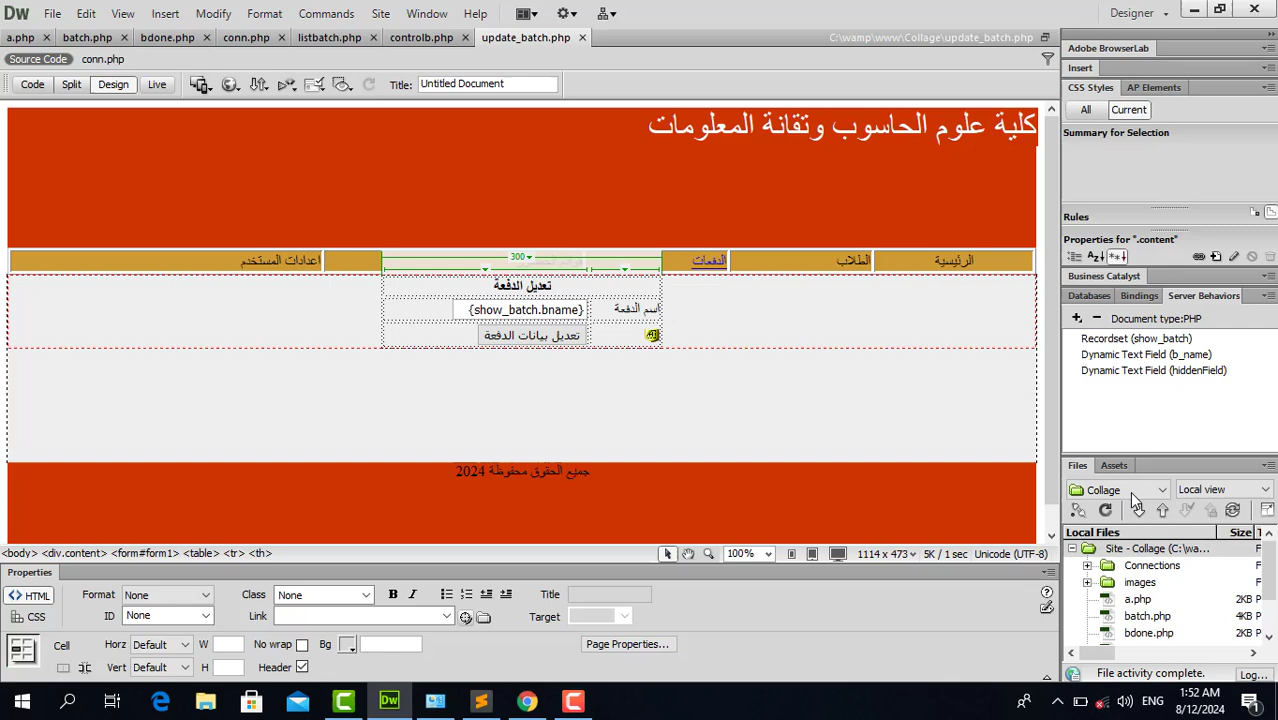 Dw File Edit View Insert Modify Format Commands Site Window Help Designer
a.php batch.php bdone.php conn.php listbatch.php controlb.php update_batch.php C:\wamp\www\Collage\update_batch.php
Source Code conn.php
Code Split Design Live Title: Untitled Document
كلية علوم الحاسوب وتقانة المعلومات
الرئيسية الطلاب الدفعات اعدادات المستخدم
300
تعديل الدفعة
اسم الدفعة {show_batch.bname}
تعديل بيانات الدفعة
جميع الحقوق محفوظة 2024
<body> <div.content> <form#form1> <table> <tr> <th> 100% 1114 x 473 5K / 1 sec Unicode (UTF-8)
Properties
<> HTML Format None Class None B I Title
CSS ID None Link Target
Cell Horz Default W No wrap Bg Page Properties...
Vert Default H Header
Adobe BrowserLab
Insert
CSS Styles AP Elements
All Current
Summary for Selection
Rules
Properties for ".content"
Business Catalyst
Databases Bindings Server Behaviors
Document type:PHP
Recordset (show_batch)
Dynamic Text Field (b_name)
Dynamic Text Field (hiddenField)
Files Assets
Collage Local view
Local Files Size F
Site - Collage (C:\wa... F
Connections F
images F
a.php 2KB F
batch.php 4KB F
bdone.php 2KB F
File activity complete. Log...
Dw ENG 1:52 AM
8/12/2024 1